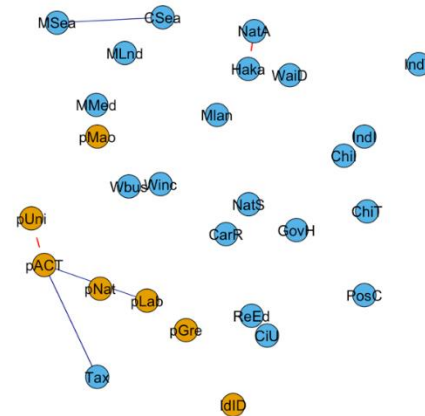 MSea
CSea
NatA
MLnd
Haka
WaiD
Ind
MMed
Mlan
pMao
IndI
ChiI
Wbus
Winc
NatS
ChiT
pUni
CarR
GovH
pACT
pNat
pLab
PosC
ReEd
pGre
CiU
Tax
IdID